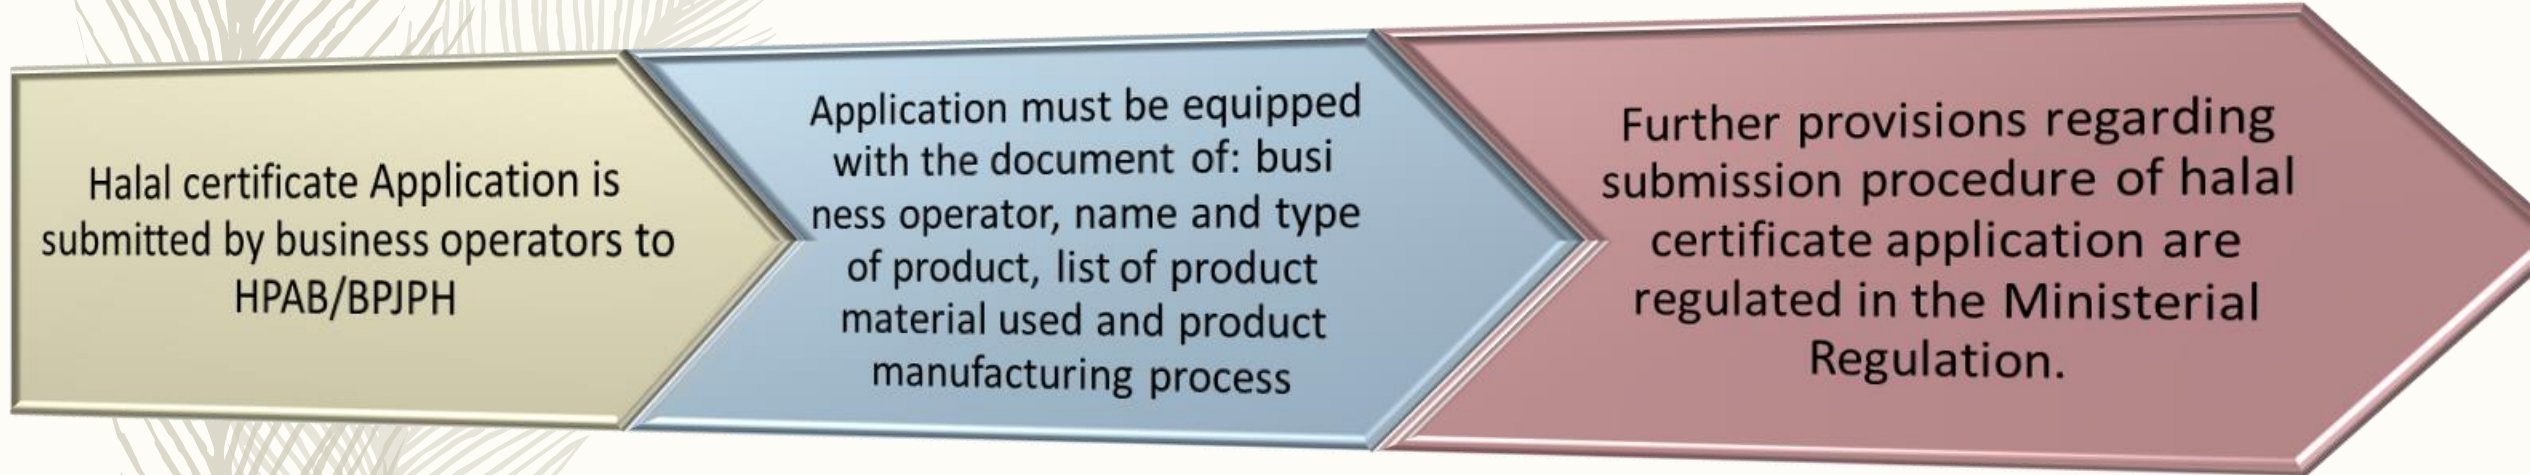 Halal certificate Application is
submitted by business operators to
HPAB/BPJPH
Application must be equipped
with the document of: busi
ness operator, name and type
of product, list of product
material used and product
manufacturing process
Further provisions regarding
submission procedure of halal
certificate application are
regulated in the Ministerial
Regulation.